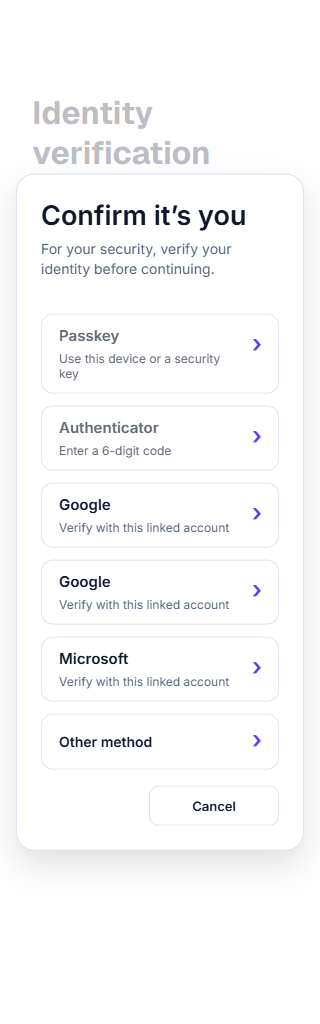 Identity
verification
Confirm it’s you
For your security, verify your
identity before continuing.
Passkey
Use this device or a security
key
Authenticator
Enter a 6-digit code
Google
Verify with this linked account
Google
Verify with this linked account
Microsoft
Verify with this linked account
Other method
Cancel